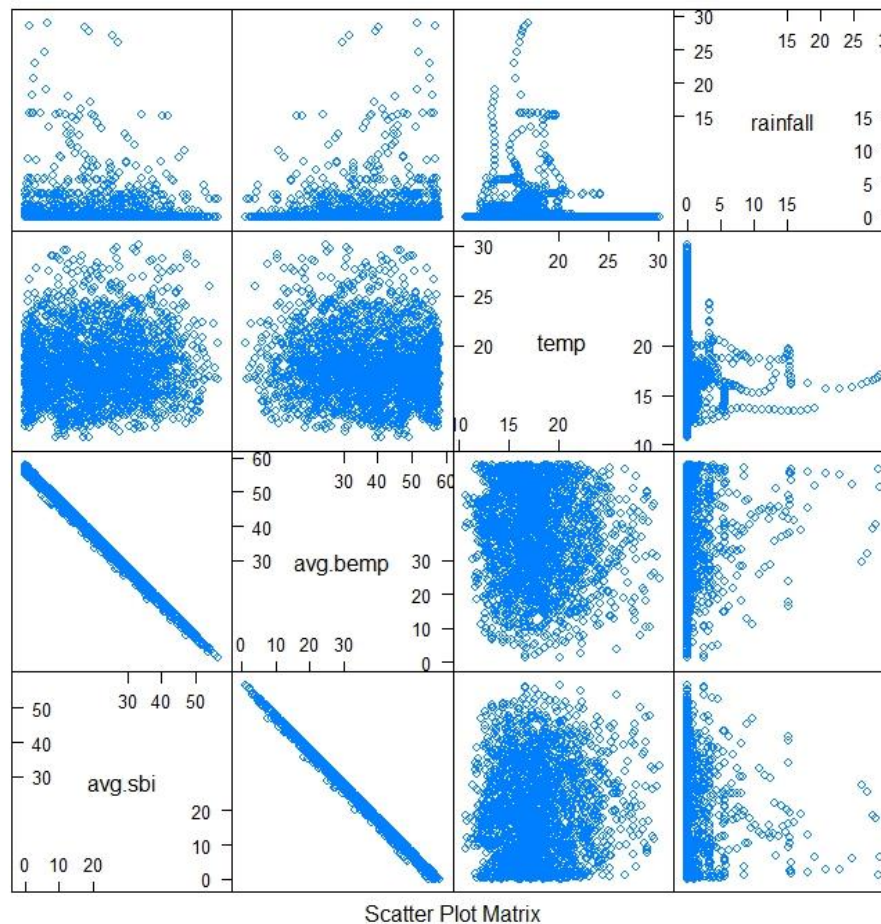 30 15 20 25 3
25
20
15 rainfall 15
10
5
0 5 10 15 0
30 20 25 30
25
20 temp 20
15
10 15 20 10
60 30 40 50 60
50
40
30 avg.bemp 30
20
10
0 10 20 30 0
30 40 50
50
40
30 avg.sbi
20
10
0 10 20 0
Scatter Plot Matrix